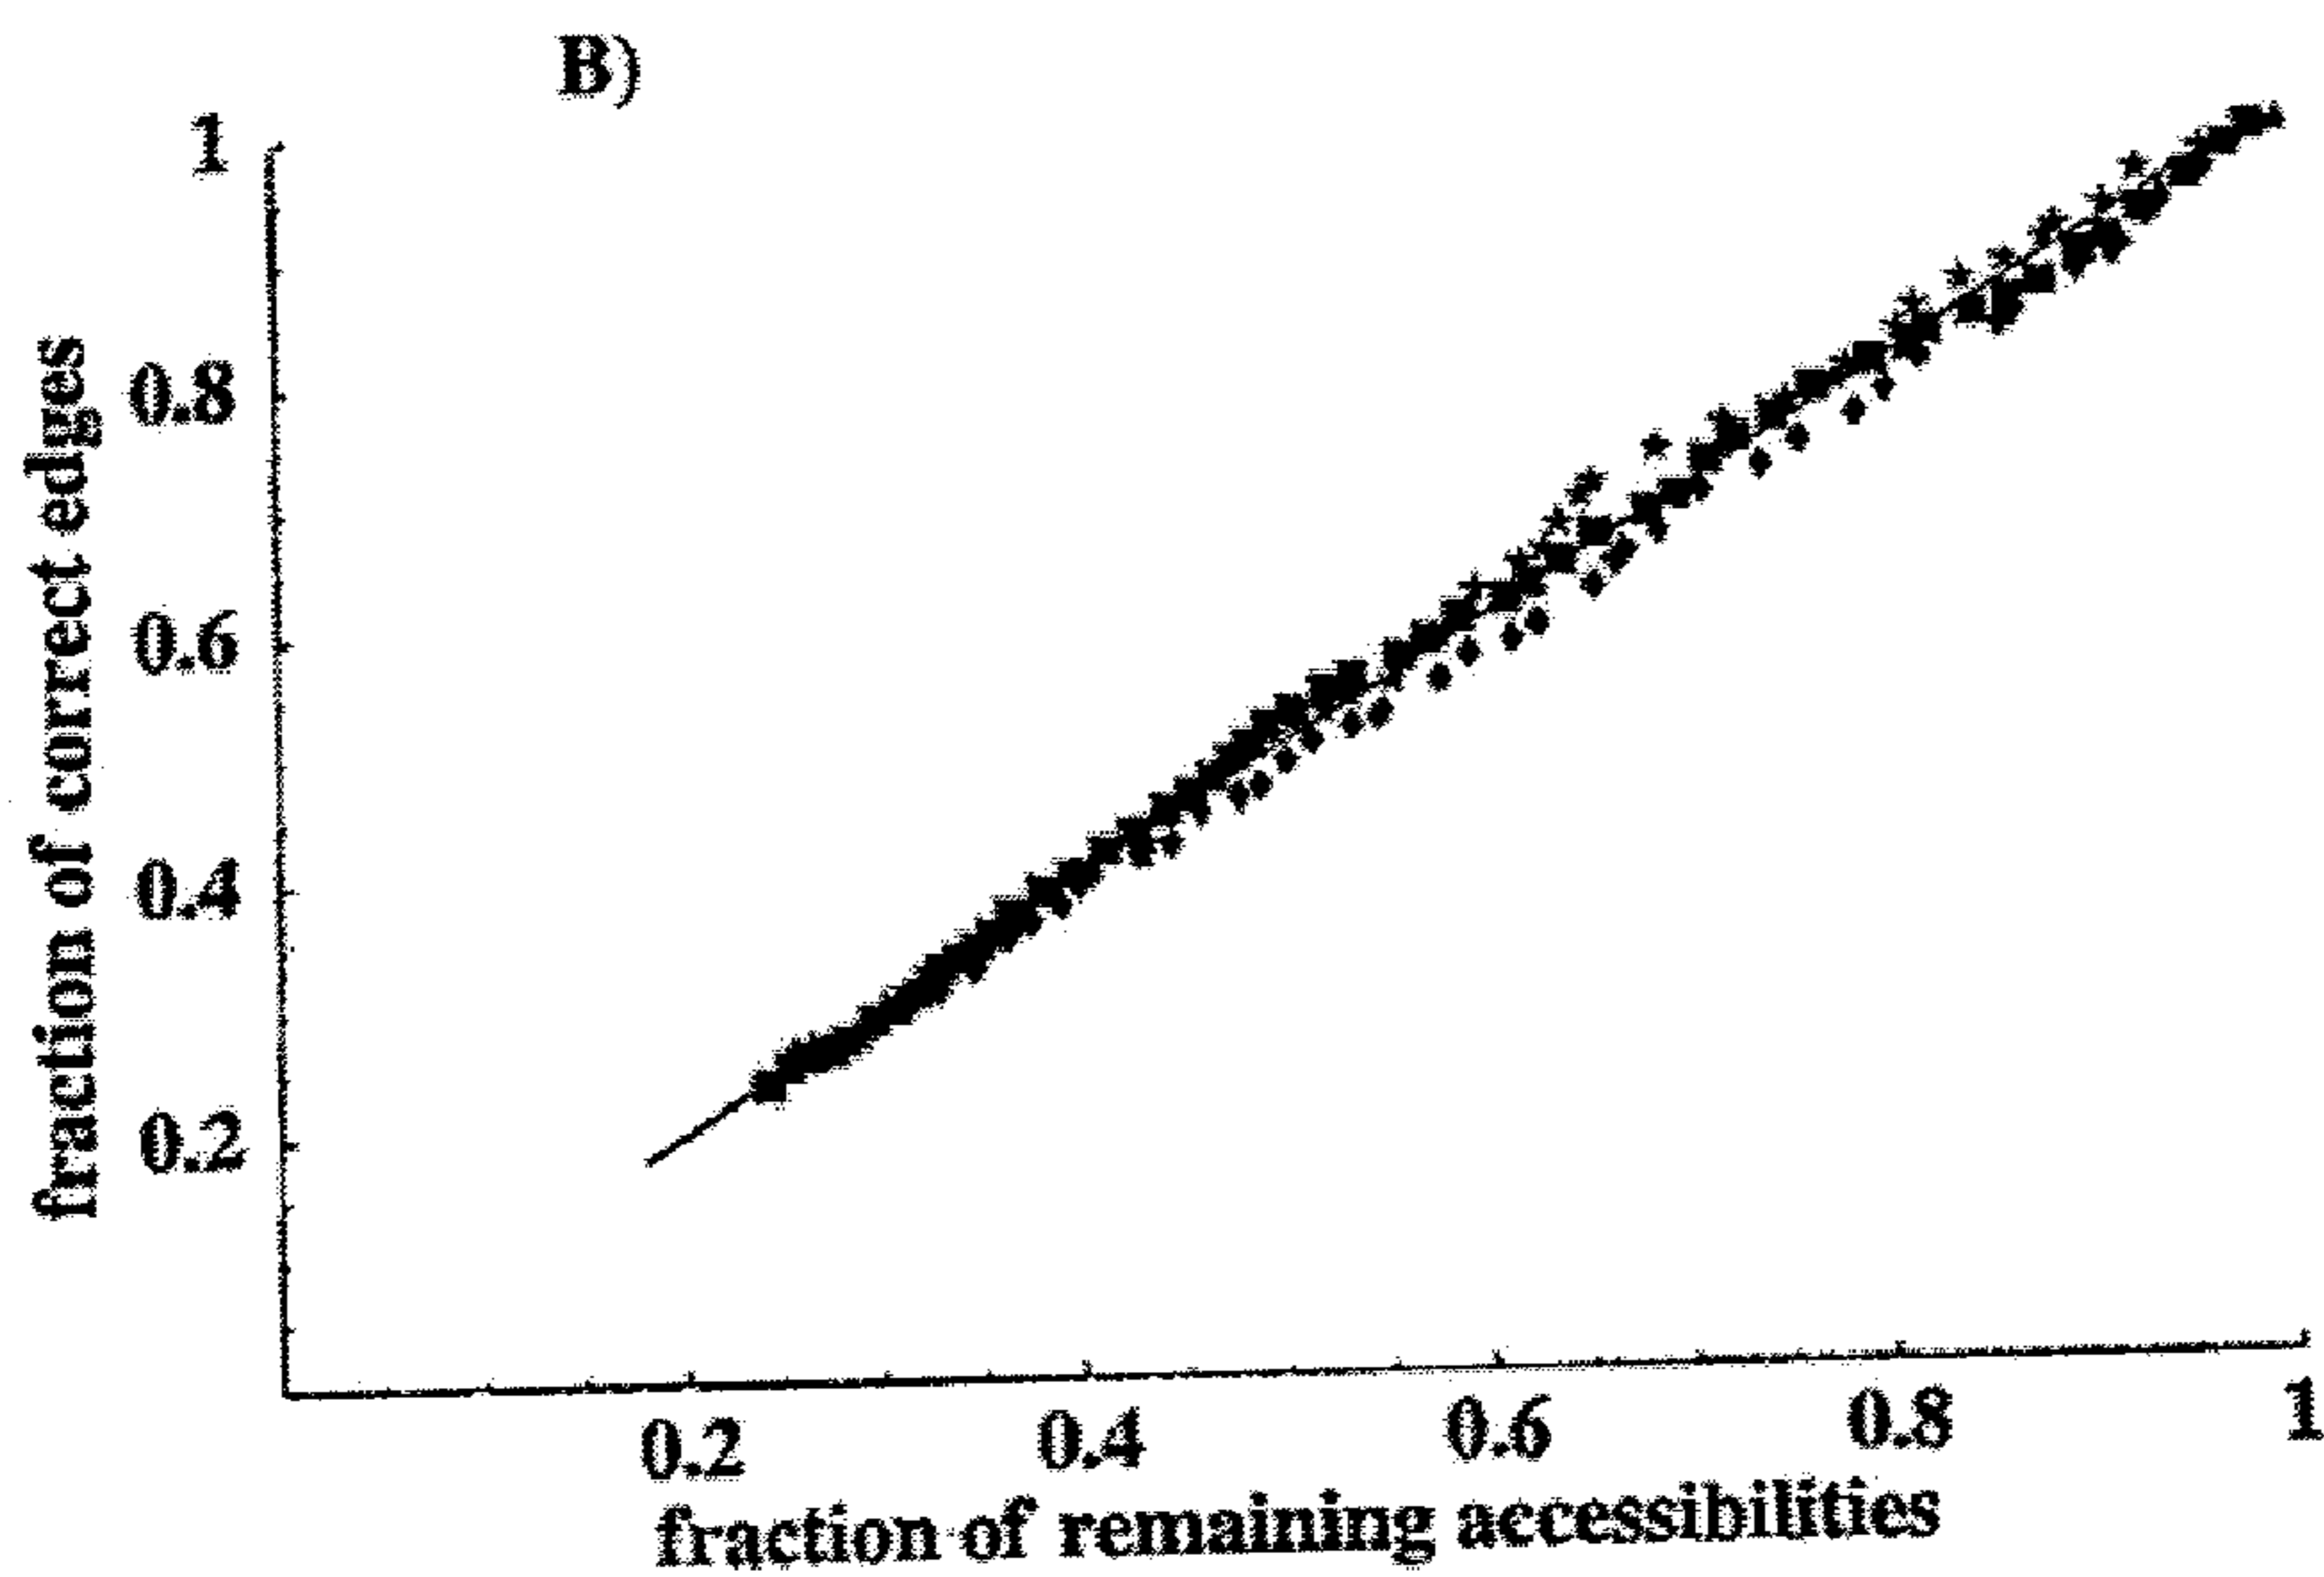 B)
1
0.8
0.6
0.4
0.2
fraction of correct edges
0.2 0.4 0.6 0.8 1
fraction of remaining accessibilities